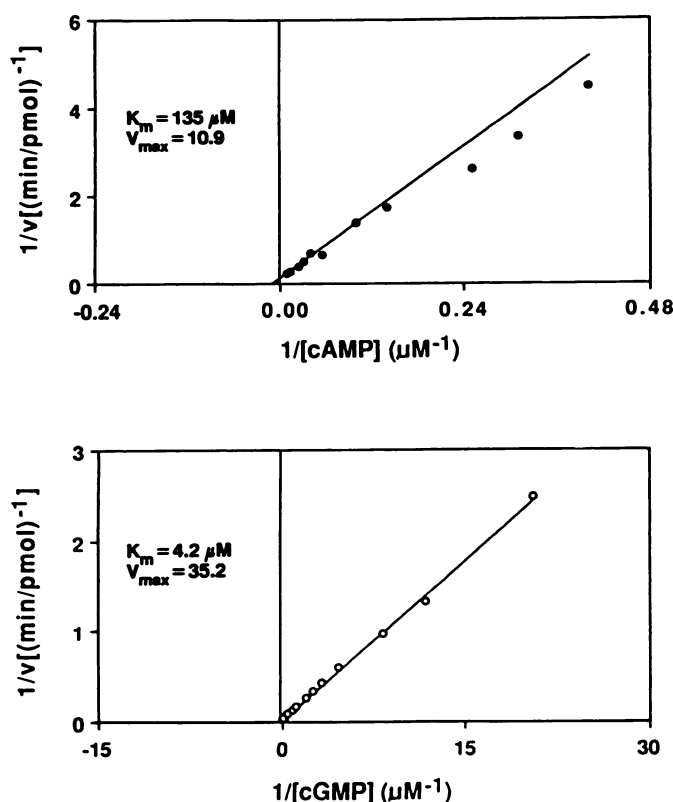 6
4
2
0
1/v[(min/pmol)⁻¹]
Kₘ = 135 μM
Vₘₐₓ = 10.9
-0.24 0.00 0.24 0.48
1/[cAMP] (μM⁻¹)
3
2
1
0
1/v[(min/pmol)⁻¹]
Kₘ = 4.2 μM
Vₘₐₓ = 35.2
-15 0 15 30
1/[cGMP] (μM⁻¹)